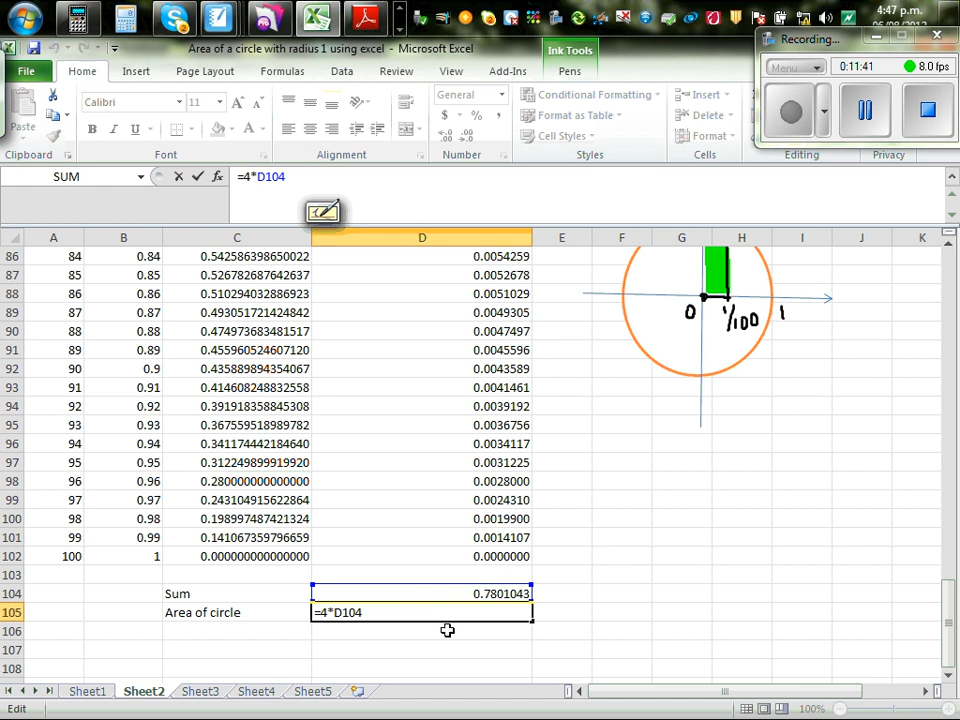 4:47 p.m.
06/08/2012
Area of a circle with radius 1 using excel - Microsoft Excel
Ink Tools
Recording...
Menu
0:11:41
8.0 fps
File
Home
Insert
Page Layout
Formulas
Data
Review
View
Add-Ins
Pens
Paste
Calibri
11
General
Conditional Formatting
Format as Table
Cell Styles
Insert
Delete
Format
Clipboard
Font
Alignment
Number
Styles
Cells
Editing
Privacy
SUM
=4*D104
A B C D E F G H I J K
86 84 0.84 0.542586398650022 0.0054259
87 85 0.85 0.526782687642637 0.0052678
88 86 0.86 0.510294032886923 0.0051029
89 87 0.87 0.493051721424842 0.0049305
90 88 0.88 0.474973683481517 0.0047497
91 89 0.89 0.455960524607120 0.0045596
92 90 0.9 0.435889894354067 0.0043589
93 91 0.91 0.414608248832558 0.0041461
94 92 0.92 0.391918358845308 0.0039192
95 93 0.93 0.367559518989782 0.0036756
96 94 0.94 0.341174442184640 0.0034117
97 95 0.95 0.312249899919920 0.0031225
98 96 0.96 0.280000000000000 0.0028000
99 97 0.97 0.243104915622864 0.0024310
100 98 0.98 0.198997487421324 0.0019900
101 99 0.99 0.141067359796659 0.0014107
102 100 1 0.000000000000000 0.0000000
103
104 Sum 0.7801043
105 Area of circle =4*D104
106
107
108
0 1/100 1
Sheet1 Sheet2 Sheet3 Sheet4 Sheet5
Edit
100%